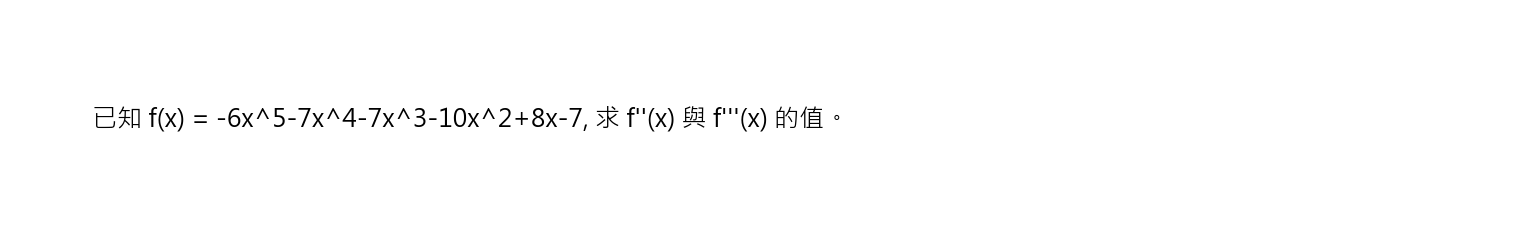 已知 f(x) = -6x^5-7x^4-7x^3-10x^2+8x-7, 求 f''(x) 與 f'''(x) 的值。